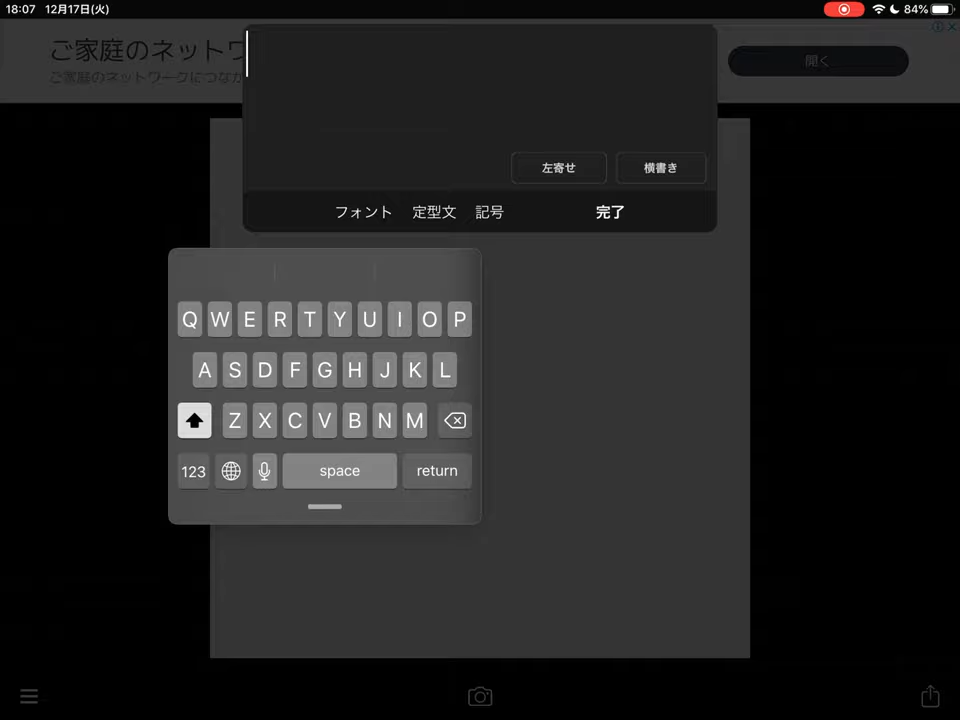 18:07 12月17日(火) 84%
ご家庭のネットワ
ご家庭のネットワークにつなが
開く
左寄せ 横書き
フォント 定型文 記号 完了
Q W E R T Y U I O P
A S D F G H J K L
Z X C V B N M
123 space return